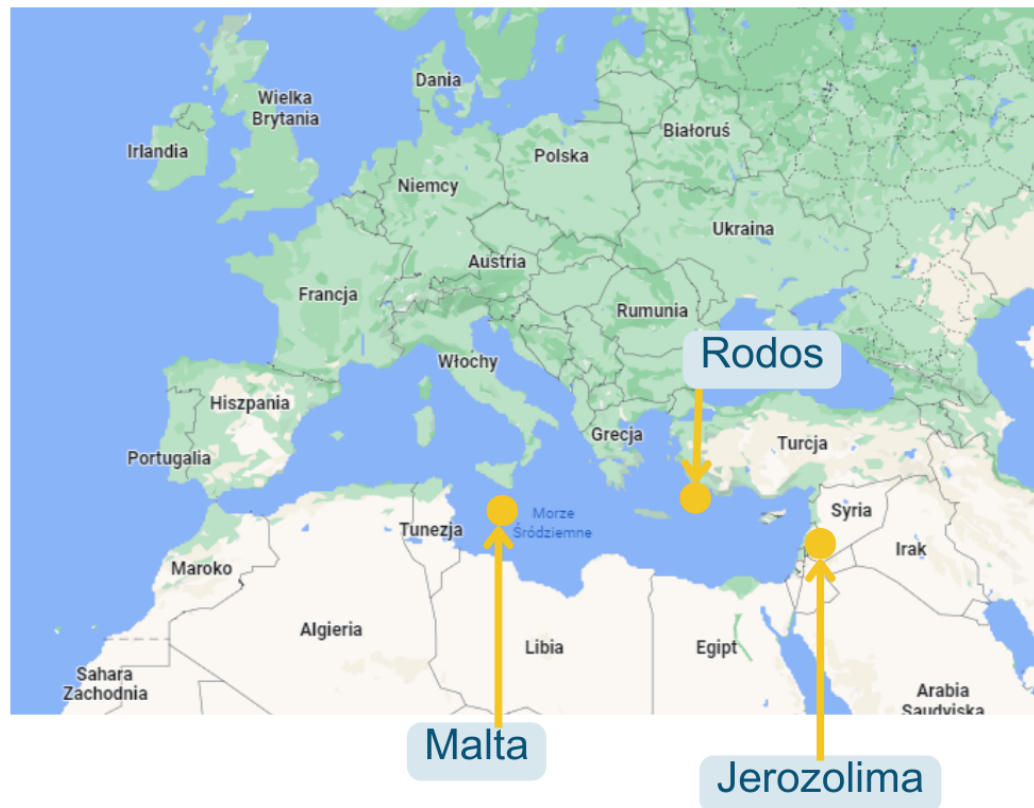 Dania
Wielka
Brytania
Irlandia
Białoruś
Polska
Niemcy
Ukraina
Austria
Francja
Rumunia
Rodos
Włochy
Hiszpania
Grecja
Turcja
Portugalia
Syria
Morze
Śródziemne
Tunezja
Irak
Maroko
Algieria
Libia
Egipt
Sahara
Zachodnia
Arabia
Saudyjska
Malta
Jerozolima